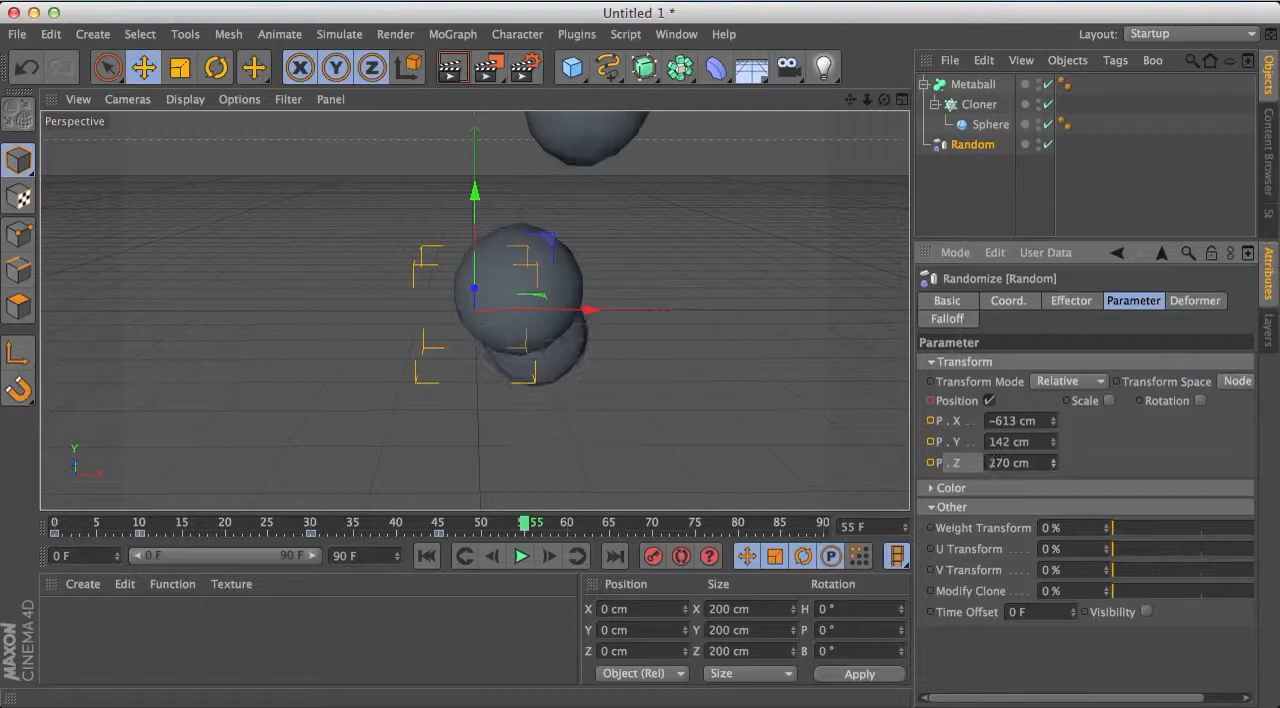 Untitled 1 *
File Edit Create Select Tools Mesh Animate Simulate Render MoGraph Character Plugins Script Window Help Layout: Startup
X Y Z
File Edit View Objects Tags Boo
View Cameras Display Options Filter Panel
Perspective
Metaball
Cloner
Sphere
Random
Objects
Content Browser
St
Attributes
Layers
Mode Edit User Data
Randomize [Random]
Basic Coord. Effector Parameter Deformer
Falloff
Parameter
Transform
Transform Mode Relative Transform Space Node
Position Scale Rotation
P . X . . -613 cm
P . Y . . 142 cm
P . Z 270 cm
Color
Other
Weight Transform 0 %
U Transform . . . . 0 %
V Transform . . . . 0 %
Modify Clone . . . . 0 %
Time Offset 0 F Visibility
Y
X
0 5 10 15 20 25 30 35 40 45 50 55 60 65 70 75 80 85 90 55 F
0 F 0 F 90 F 90 F P
Create Edit Function Texture
Position Size Rotation
X 0 cm X 200 cm H 0 °
Y 0 cm Y 200 cm P 0 °
Z 0 cm Z 200 cm B 0 °
Object (Rel) Size Apply
MAXON
CINEMA 4D